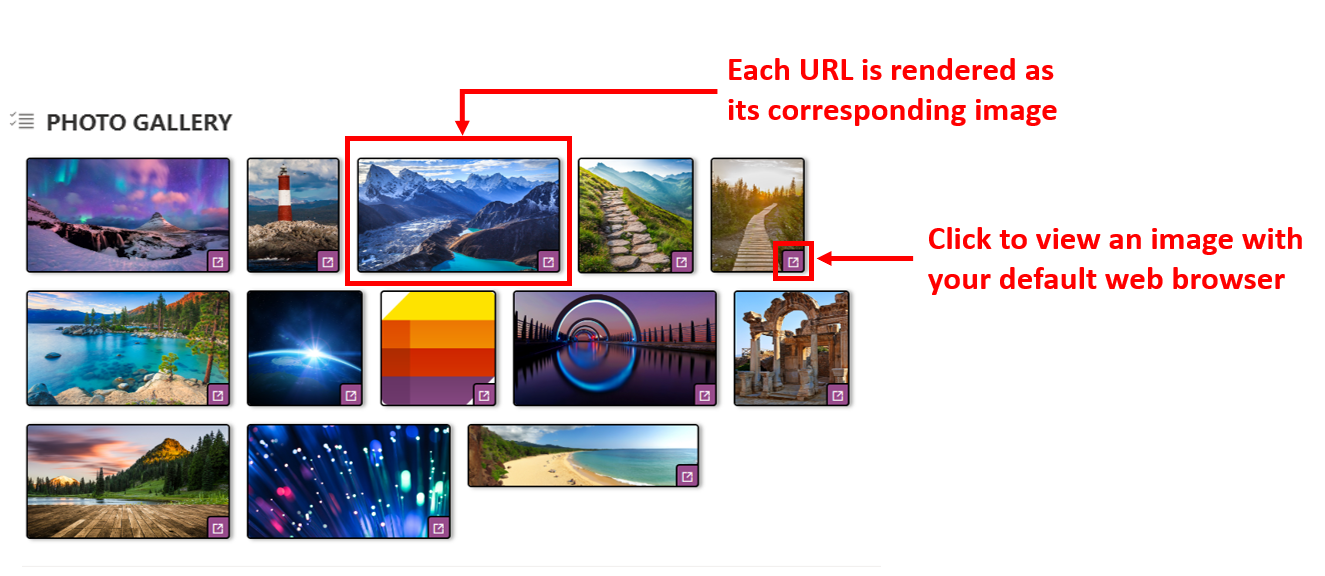 Each URL is rendered as
its corresponding image
PHOTO GALLERY
Click to view an image with
your default web browser